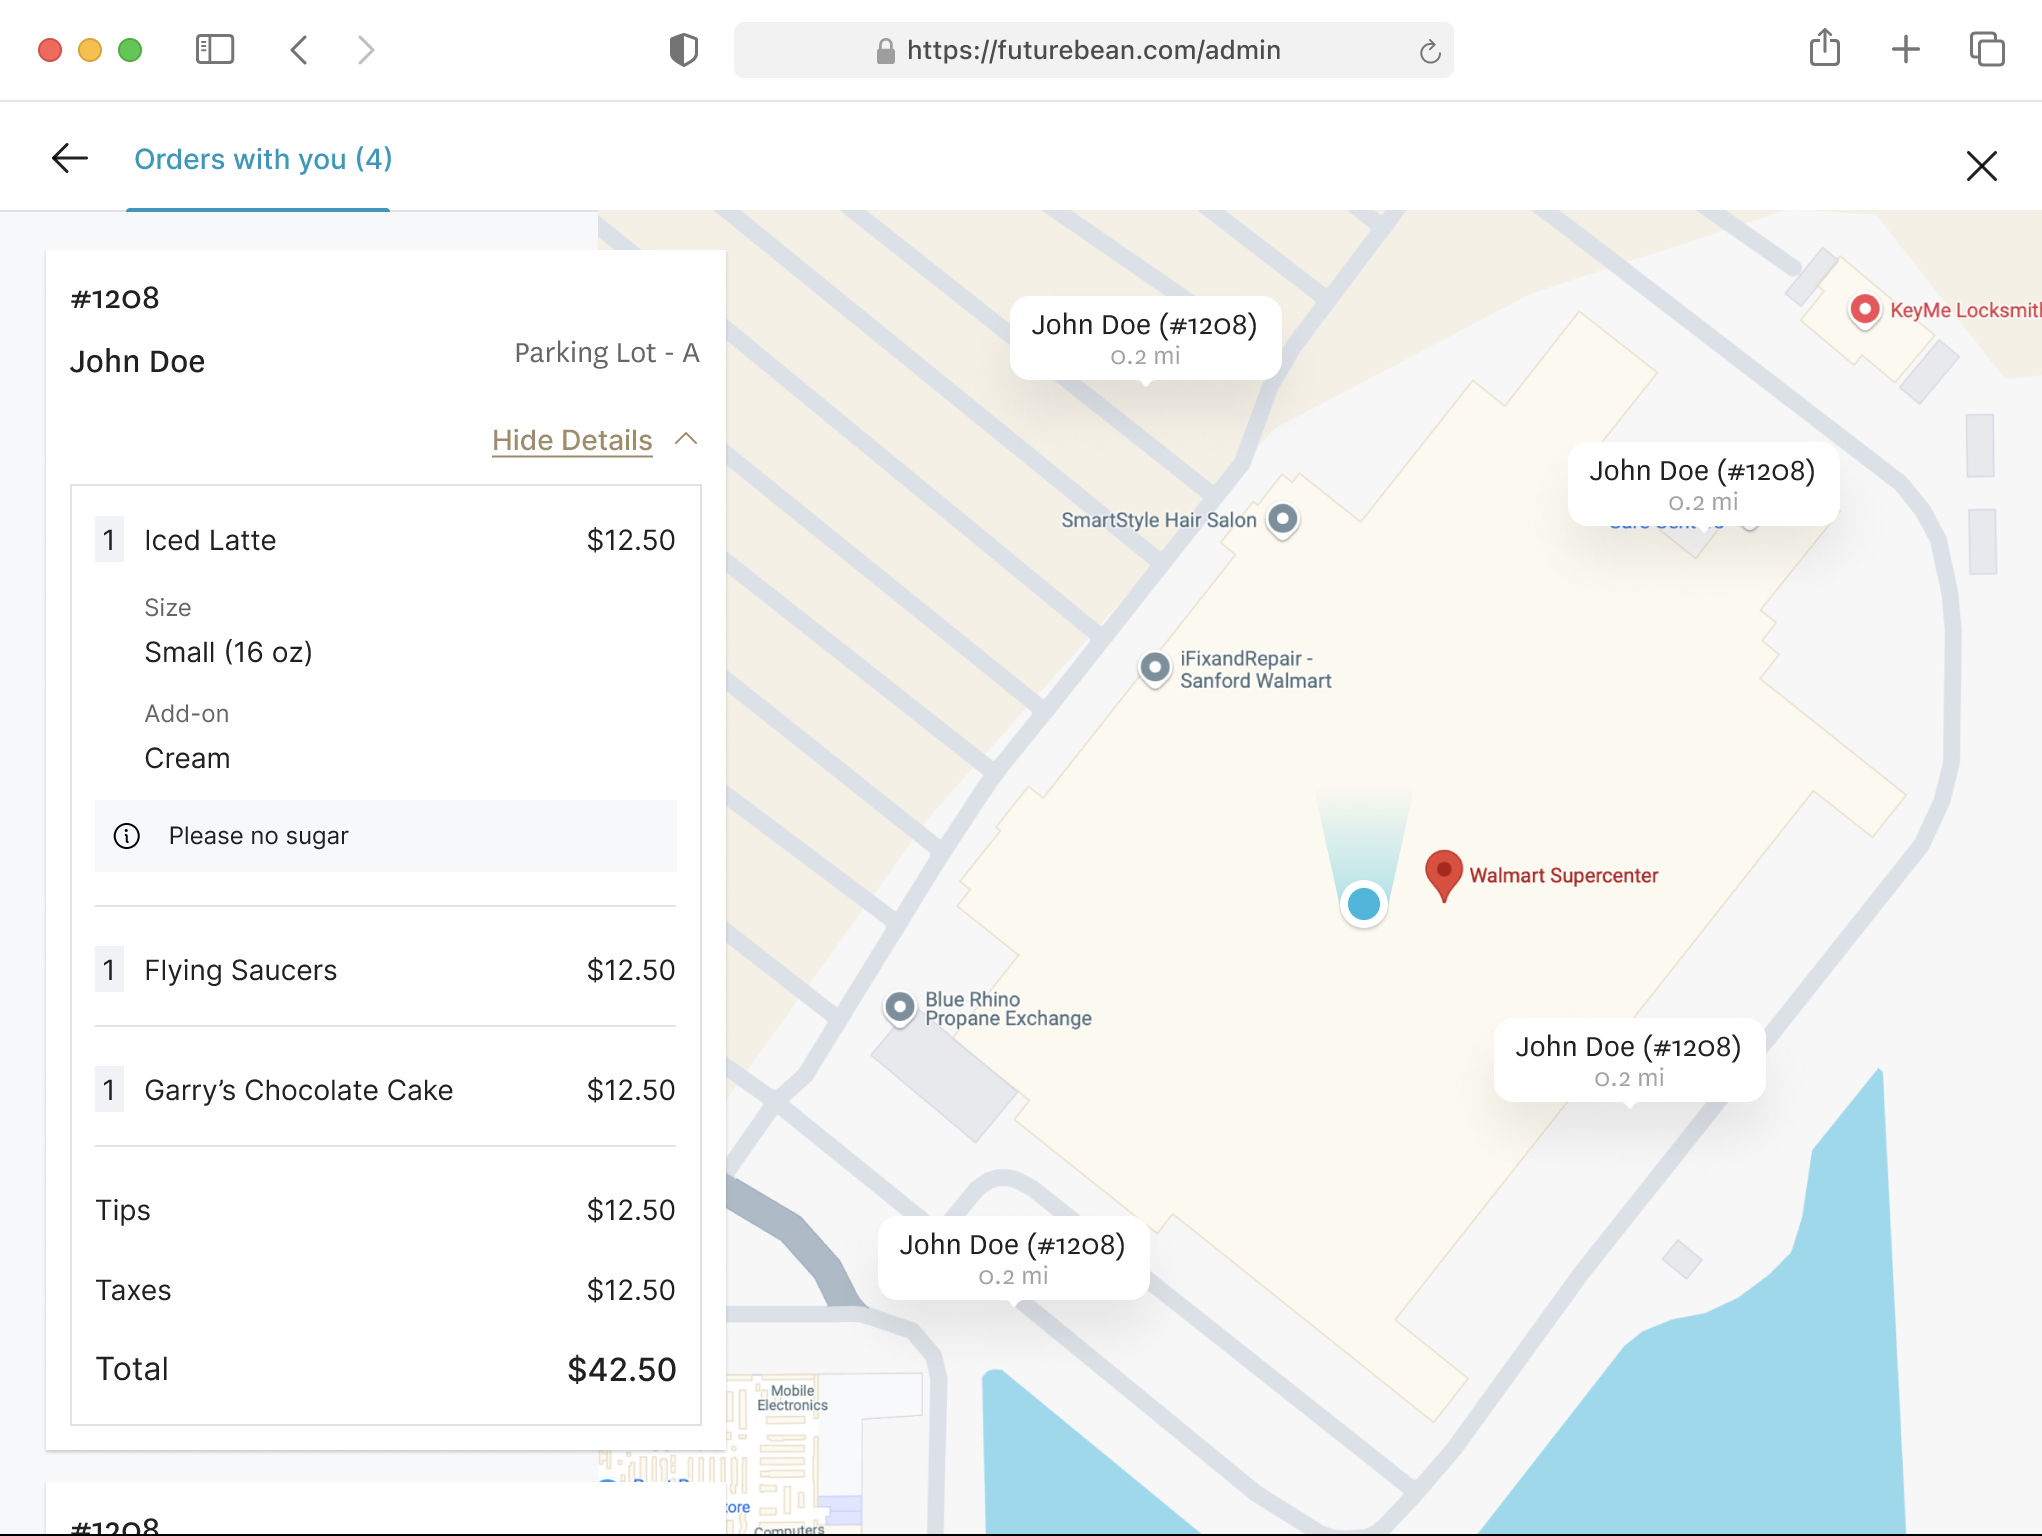 https://futurebean.com/admin
Orders with you (4)
#1208
John Doe
Parking Lot - A
Hide Details
1 Iced Latte $12.50
Size
Small (16 oz)
Add-on
Cream
Please no sugar
1 Flying Saucers $12.50
1 Garry’s Chocolate Cake $12.50
Tips $12.50
Taxes $12.50
Total $42.50
#1208
John Doe (#1208)
0.2 mi
KeyMe Locksmith
John Doe (#1208)
0.2 mi
SmartStyle Hair Salon
iFixandRepair -
Sanford Walmart
Walmart Supercenter
Blue Rhino
Propane Exchange
John Doe (#1208)
0.2 mi
John Doe (#1208)
0.2 mi
Mobile
Electronics
Computers